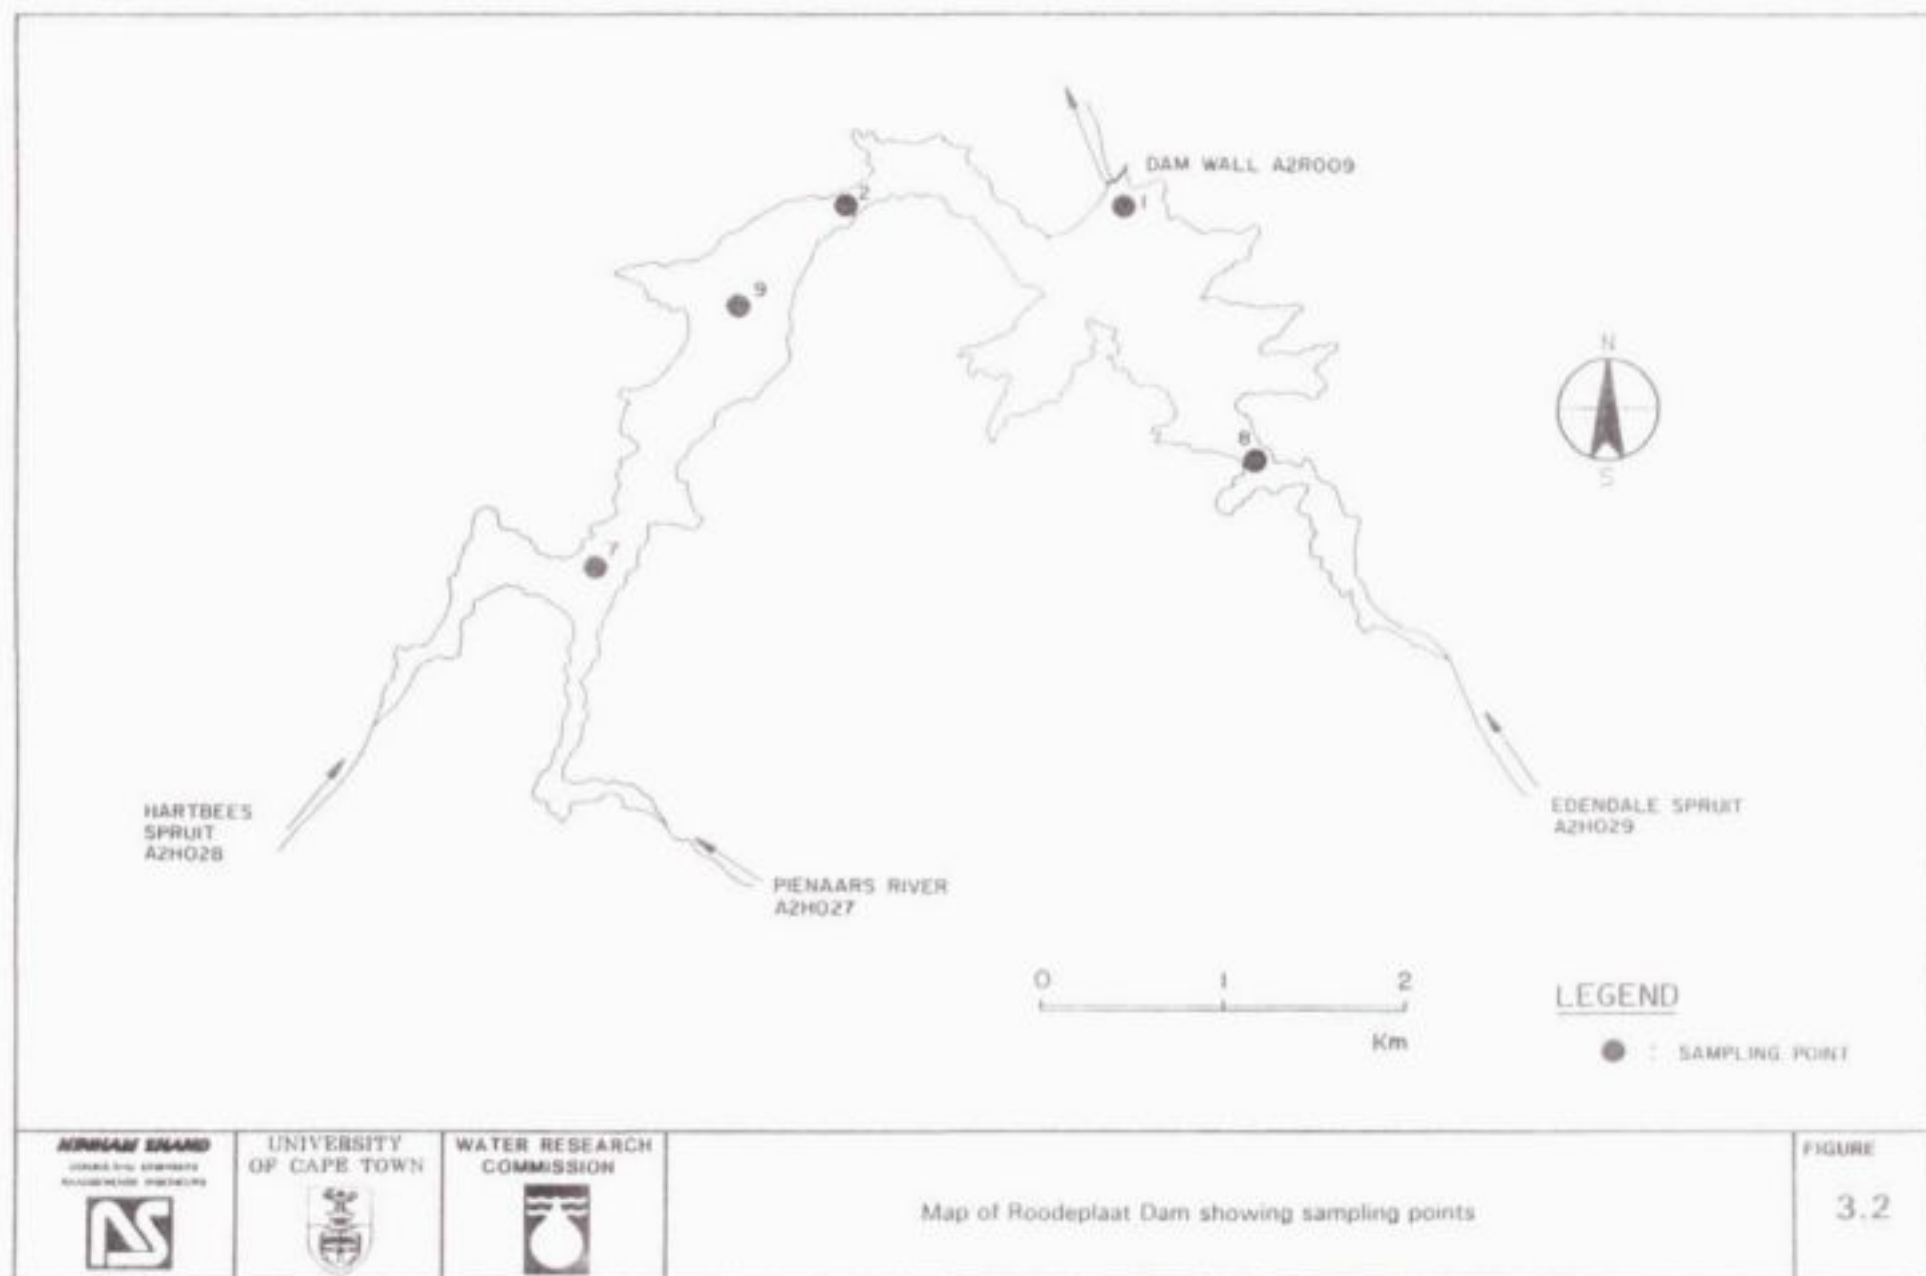 DAM WALL A2R009
2
1
9
N
8
S
7
HARTBEES
SPRUIT
A2H028
EDENDALE SPRUIT
A2H029
PIENAARS RIVER
A2H027
0 1 2
Km
LEGEND
: SAMPLING POINT
NINHAM SHAND
UNIVERSITY
OF CAPE TOWN
WATER RESEARCH
COMMISSION
Map of Roodeplaat Dam showing sampling points
FIGURE
3.2